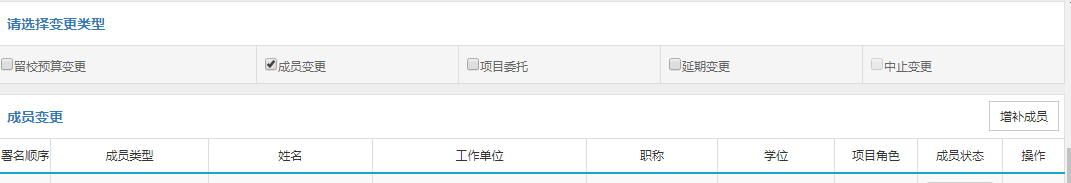 请选择变更类型
留校预算变更 成员变更 项目委托 延期变更 中止变更
成员变更 增补成员
署名顺序 成员类型 姓名 工作单位 职称 学位 项目角色 成员状态 操作